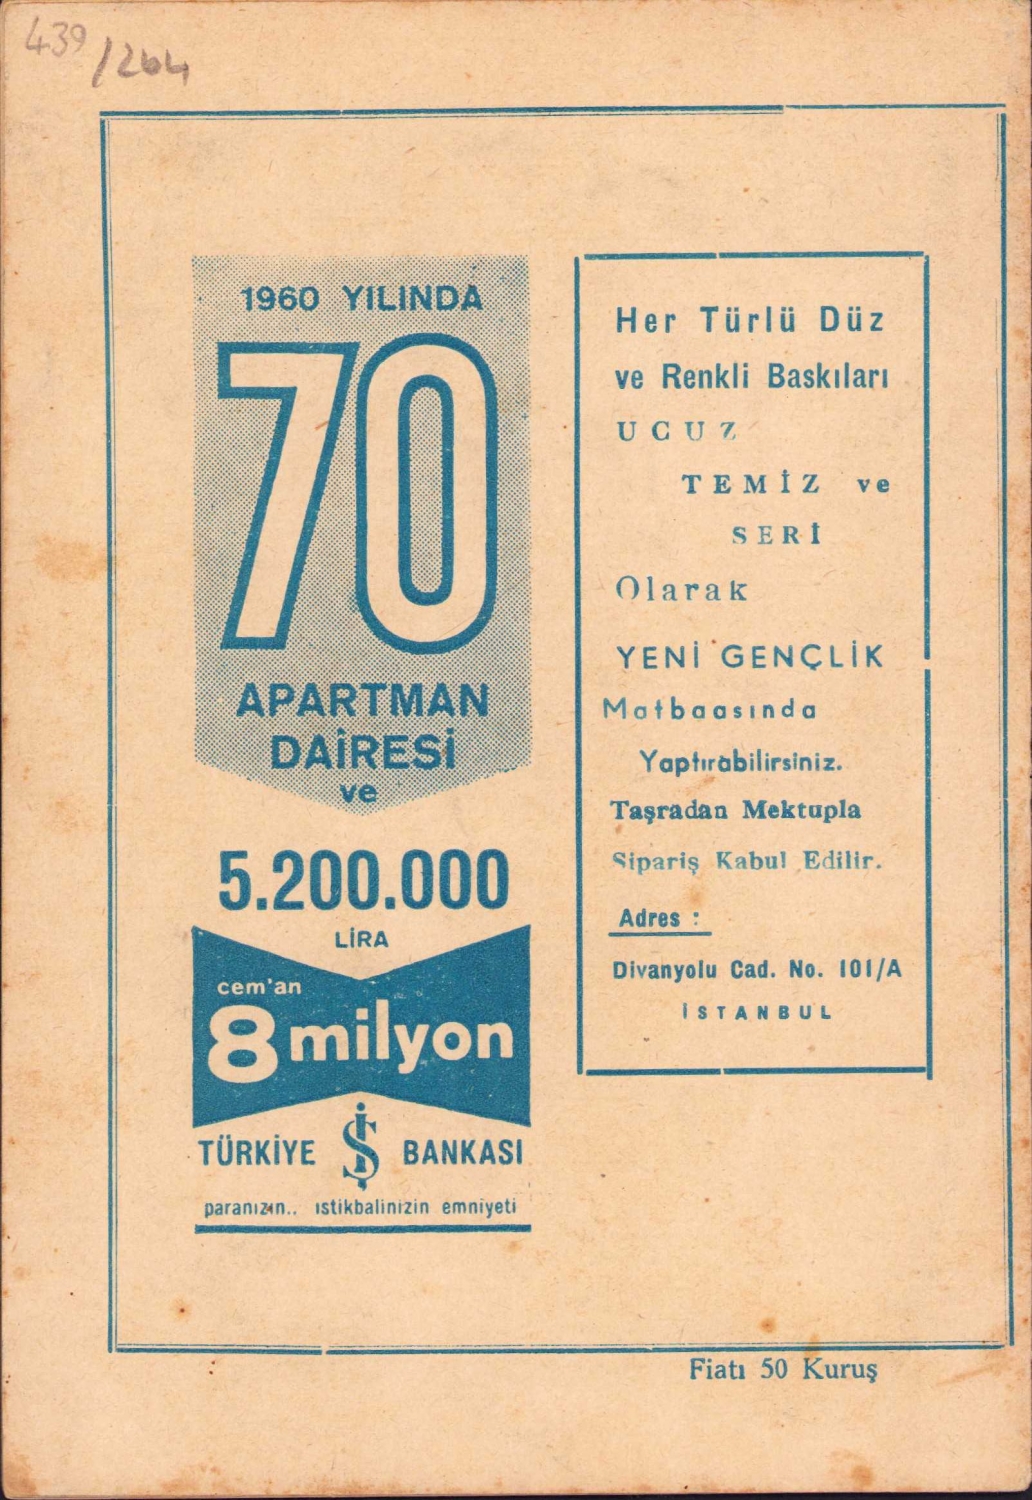 439/264
1960 YILINDA
70
APARTMAN
DAİRESİ
ve
5.200.000
LİRA
cem'an
8 milyon
TÜRKİYE İŞ BANKASI
paranızın.. istikbalinizin emniyeti
Her Türlü Düz
ve Renkli Baskıları
UCUZ
TEMİZ ve
SERİ
Olarak
YENİ GENÇLİK
Matbaasında
Yaptırabilirsiniz.
Taşradan Mektupla
Sipariş Kabul Edilir.
Adres :
Divanyolu Cad. No. 101/A
İSTANBUL
Fiatı 50 Kuruş